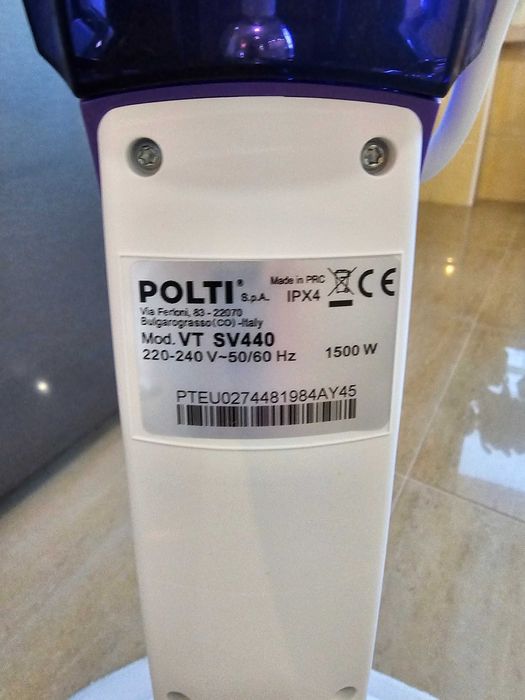 POLTI® S.p.A.
Made in PRC
IPX4
CE
Via Ferloni, 83 - 22070
Bulgarograsso(CO) -Italy
Mod. VT SV440
220-240 V~50/60 Hz 1500 W
PTEU0274481984AY45